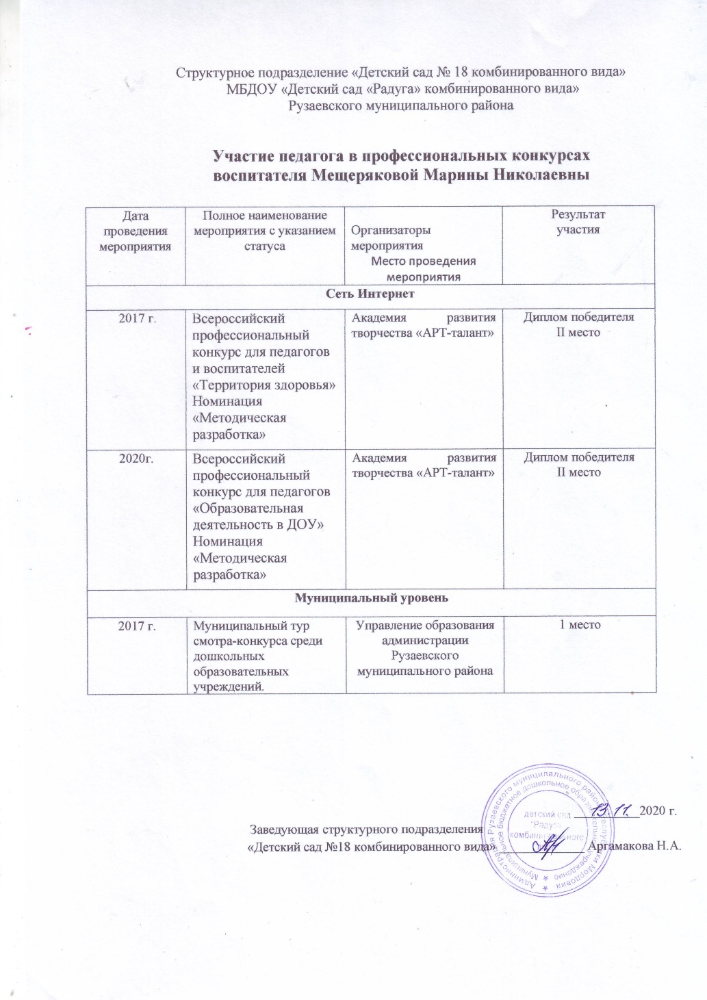 Структурное подразделение «Детский сад № 18 комбинированного вида»
МБДОУ «Детский сад «Радуга» комбинированного вида»
Рузаевского муниципального района
Участие педагога в профессиональных конкурсах
воспитателя Мещеряковой Марины Николаевны
Дата
проведения
мероприятия
Полное наименование
мероприятия с указанием
статуса
Организаторы
мероприятия
Место проведения
мероприятия
Результат
участия
Сеть Интернет
2017 г.
Всероссийский
профессиональный
конкурс для педагогов
и воспитателей
«Территория здоровья»
Номинация
«Методическая
разработка»
Академия развития
творчества «АРТ-талант»
Диплом победителя
II место
2020г.
Всероссийский
профессиональный
конкурс для педагогов
«Образовательная
деятельность в ДОУ»
Номинация
«Методическая
разработка»
Академия развития
творчества «АРТ-талант»
Диплом победителя
II место
Муниципальный уровень
2017 г.
Муниципальный тур
смотра-конкурса среди
дошкольных
образовательных
учреждений.
Управление образования
администрации
Рузаевского
муниципального района
1 место
13.11. 2020 г.
Заведующая структурного подразделения
«Детский сад №18 комбинированного вида» Аргамакова Н.А.
Администрация Рузаевского муниципального района Республики Мордовия
Муниципальное бюджетное дошкольное образовательное учреждение
детский сад
"Радуга"
комбинированного